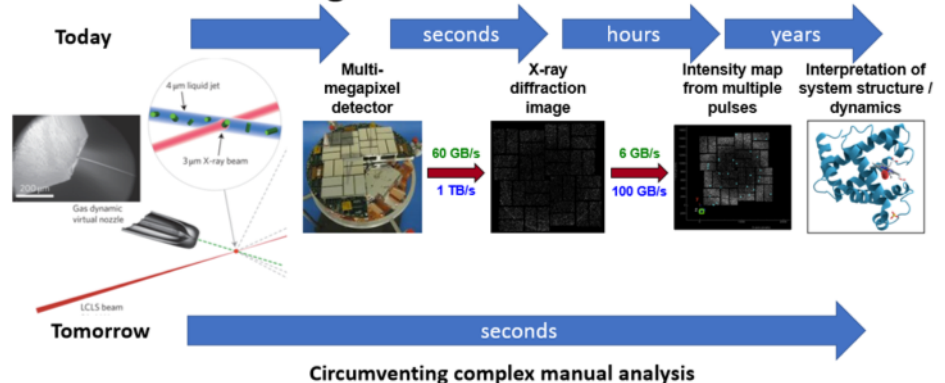 Today
seconds
hours
years
Multi-
megapixel
detector
X-ray
diffraction
image
Intensity map
from multiple
pulses
Interpretation of
system structure /
dynamics
4 µm liquid jet
3 µm X-ray beam
200 µm
Gas dynamic
virtual nozzle
LCLS beam
60 GB/s
1 TB/s
6 GB/s
100 GB/s
Tomorrow
seconds
Circumventing complex manual analysis